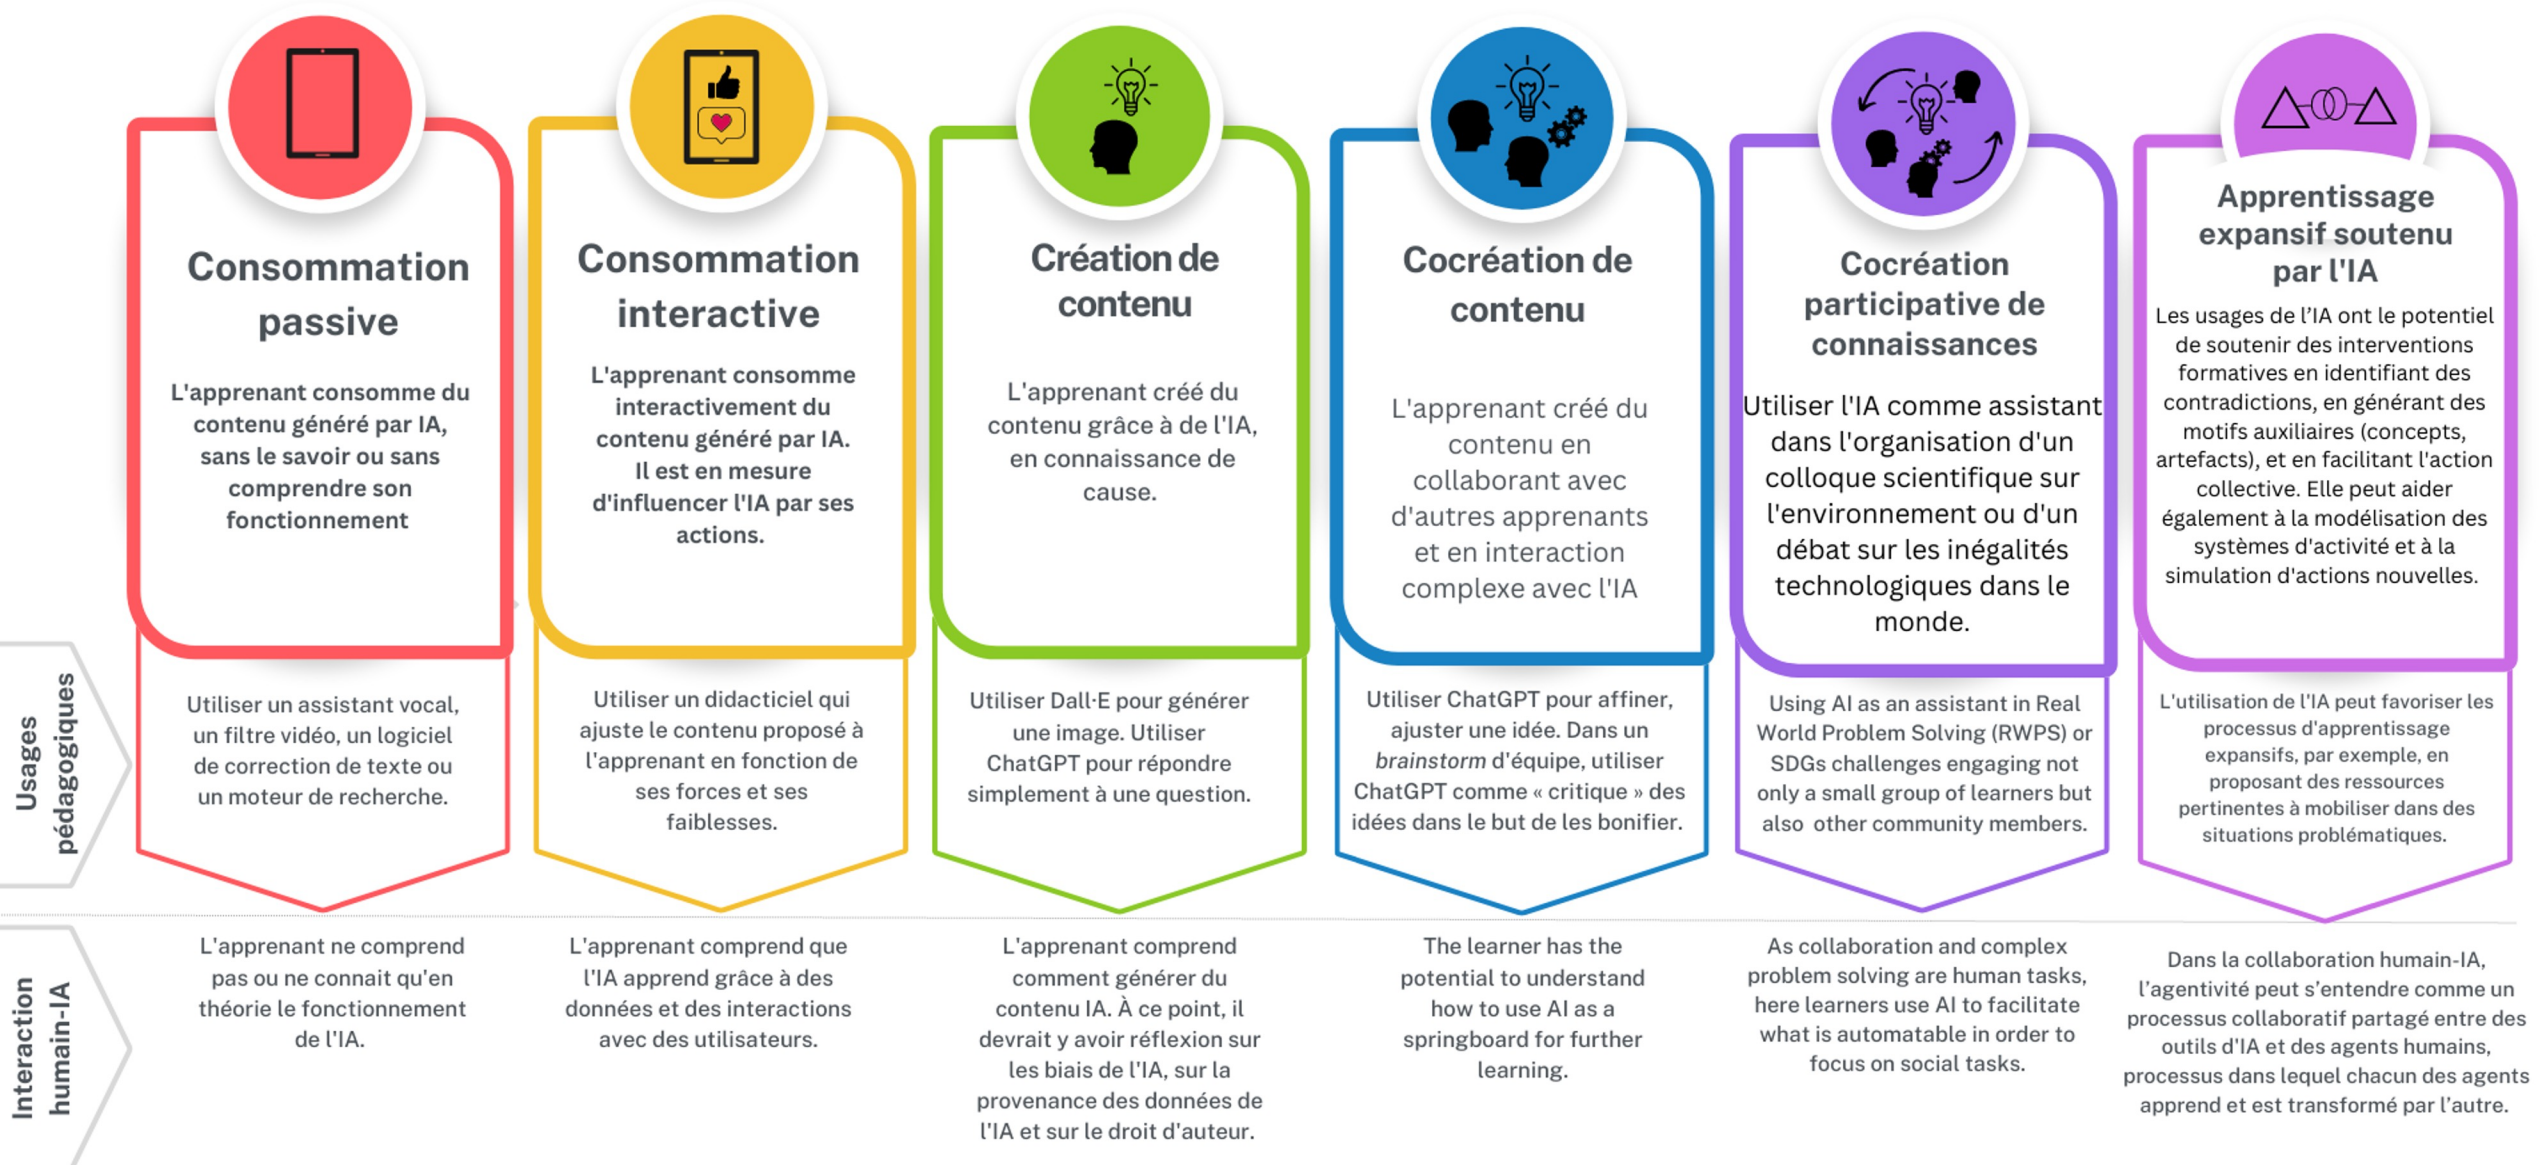 Consommation
passive
L'apprenant consomme du
contenu généré par IA,
sans le savoir ou sans
comprendre son
fonctionnement
Consommation
interactive
L'apprenant consomme
interactivement du
contenu généré par IA.
Il est en mesure
d'influencer l'IA par ses
actions.
Création de
contenu
L'apprenant créé du
contenu grâce à de l'IA,
en connaissance de
cause.
Cocréation de
contenu
L'apprenant créé du
contenu en
collaborant avec
d'autres apprenants
et en interaction
complexe avec l'IA
Cocréation
participative de
connaissances
Utiliser l'IA comme assistant
dans l'organisation d'un
colloque scientifique sur
l'environnement ou d'un
débat sur les inégalités
technologiques dans le
monde.
Apprentissage
expansif soutenu
par l'IA
Les usages de l’IA ont le potentiel
de soutenir des interventions
formatives en identifiant des
contradictions, en générant des
motifs auxiliaires (concepts,
artefacts), et en facilitant l'action
collective. Elle peut aider
également à la modélisation des
systèmes d'activité et à la
simulation d'actions nouvelles.
Usages
pédagogiques
Utiliser un assistant vocal,
un filtre vidéo, un logiciel
de correction de texte ou
un moteur de recherche.
Utiliser un didacticiel qui
ajuste le contenu proposé à
l'apprenant en fonction de
ses forces et ses
faiblesses.
Utiliser Dall·E pour générer
une image. Utiliser
ChatGPT pour répondre
simplement à une question.
Utiliser ChatGPT pour affiner,
ajuster une idée. Dans un
brainstorm d'équipe, utiliser
ChatGPT comme « critique » des
idées dans le but de les bonifier.
Using AI as an assistant in Real
World Problem Solving (RWPS) or
SDGs challenges engaging not
only a small group of learners but
also other community members.
L'utilisation de l'IA peut favoriser les
processus d'apprentissage
expansifs, par exemple, en
proposant des ressources
pertinentes à mobiliser dans des
situations problématiques.
Interaction
humain-IA
L'apprenant ne comprend
pas ou ne connait qu'en
théorie le fonctionnement
de l'IA.
L'apprenant comprend que
l'IA apprend grâce à des
données et des interactions
avec des utilisateurs.
L'apprenant comprend
comment générer du
contenu IA. À ce point, il
devrait y avoir réflexion sur
les biais de l'IA, sur la
provenance des données de
l'IA et sur le droit d'auteur.
The learner has the
potential to understand
how to use AI as a
springboard for further
learning.
As collaboration and complex
problem solving are human tasks,
here learners use AI to facilitate
what is automatable in order to
focus on social tasks.
Dans la collaboration humain-IA,
l’agentivité peut s’entendre comme un
processus collaboratif partagé entre des
outils d'IA et des agents humains,
processus dans lequel chacun des agents
apprend et est transformé par l’autre.